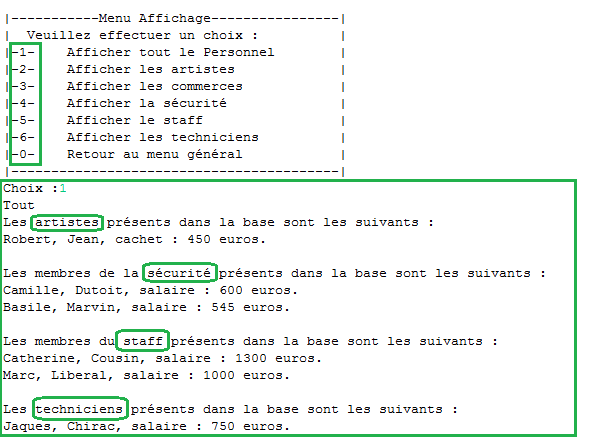 |-----------Menu Affichage----------------|
|  Veuillez effectuer un choix :          |
|-1-    Afficher tout le Personnel        |
|-2-    Afficher les artistes             |
|-3-    Afficher les commerces            |
|-4-    Afficher la sécurité              |
|-5-    Afficher le staff                 |
|-6-    Afficher les techniciens          |
|-0-    Retour au menu général            |
|-----------------------------------------|
Choix :1
Tout
Les artistes présents dans la base sont les suivants :
Robert, Jean, cachet : 450 euros.
Les membres de la sécurité présents dans la base sont les suivants :
Camille, Dutoit, salaire : 600 euros.
Basile, Marvin, salaire : 545 euros.
Les membres du staff présents dans la base sont les suivants :
Catherine, Cousin, salaire : 1300 euros.
Marc, Liberal, salaire : 1000 euros.
Les techniciens présents dans la base sont les suivants :
Jaques, Chirac, salaire : 750 euros.